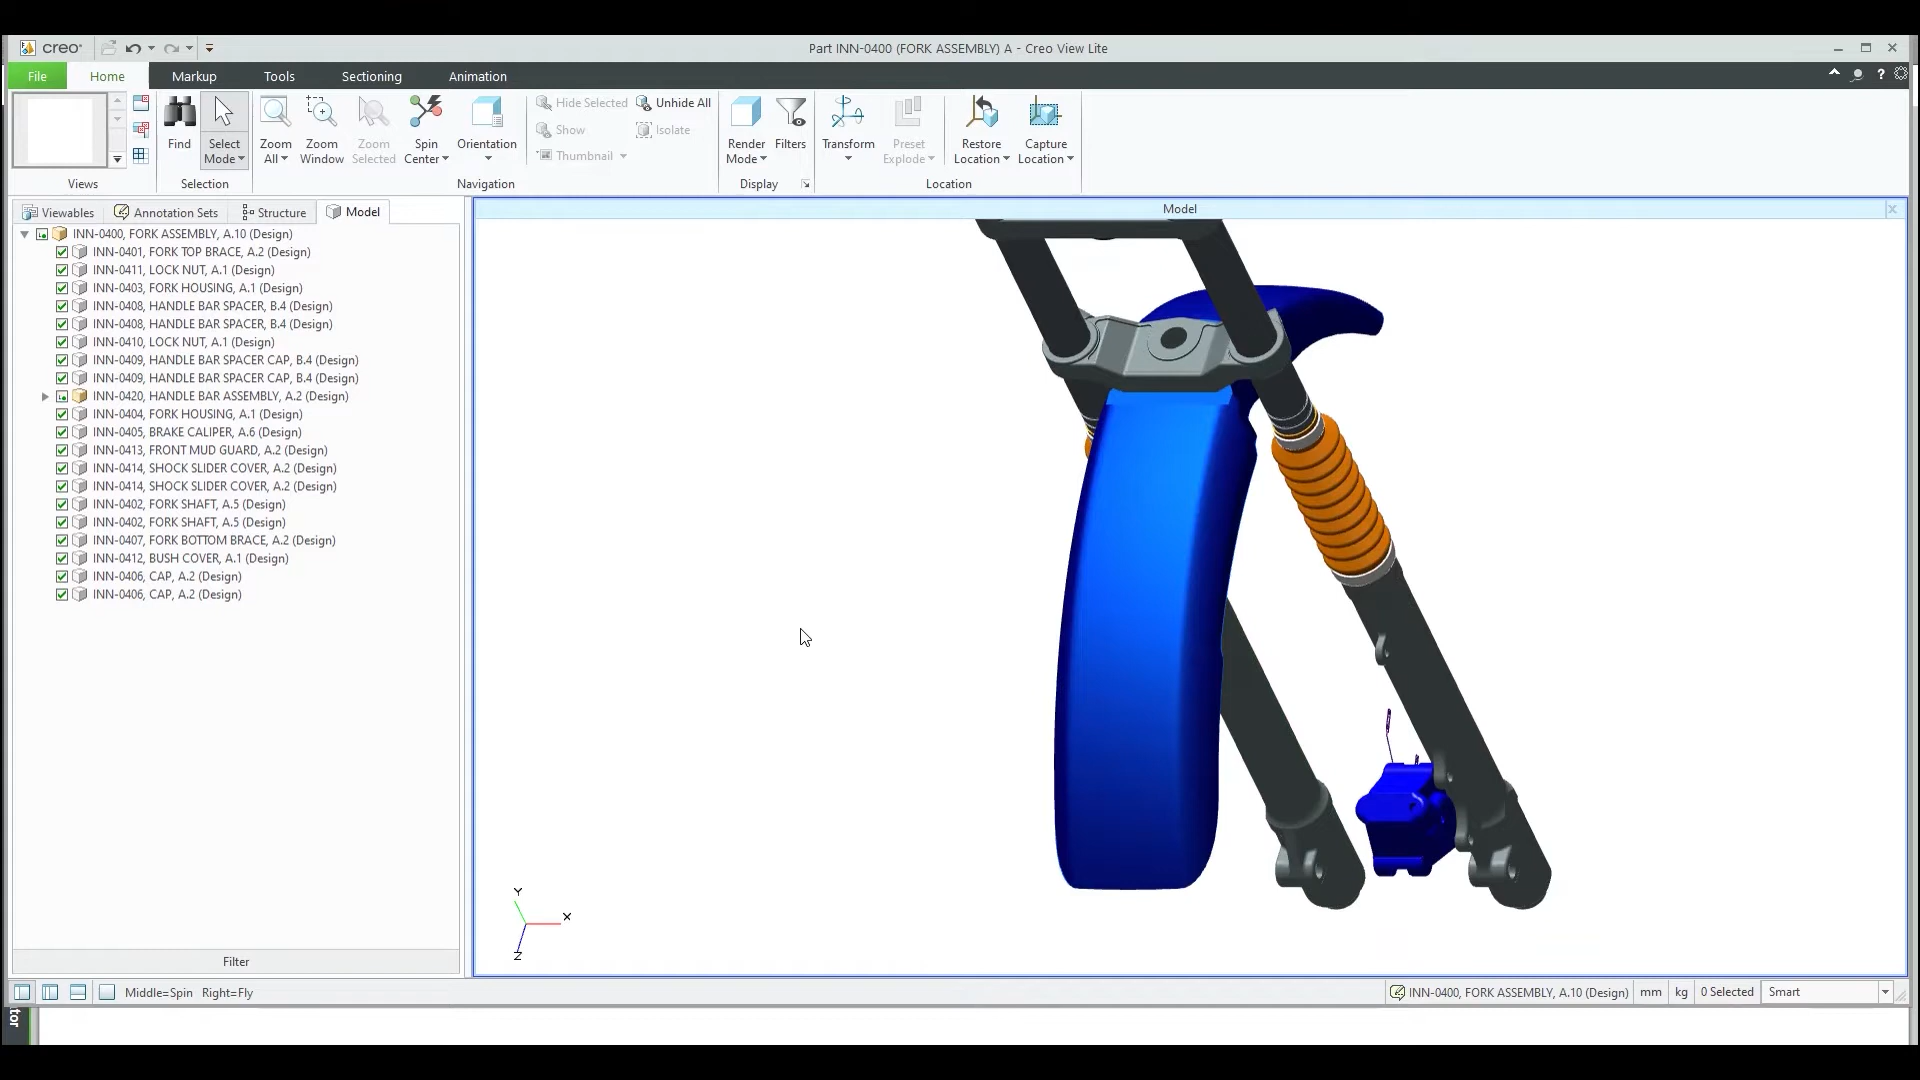 creo
Part INN-0400 (FORK ASSEMBLY) A - Creo View Lite
File
Home
Markup
Tools
Sectioning
Animation
?
Find
Select
Mode
Zoom
All
Zoom
Window
Zoom
Selected
Spin
Center
Orientation
Hide Selected
Unhide All
Show
Isolate
Thumbnail
Render
Mode
Filters
Transform
Preset
Explode
Restore
Location
Capture
Location
Views
Selection
Navigation
Display
Location
Viewables
Annotation Sets
Structure
Model
Model
INN-0400, FORK ASSEMBLY, A.10 (Design)
INN-0401, FORK TOP BRACE, A.2 (Design)
INN-0411, LOCK NUT, A.1 (Design)
INN-0403, FORK HOUSING, A.1 (Design)
INN-0408, HANDLE BAR SPACER, B.4 (Design)
INN-0408, HANDLE BAR SPACER, B.4 (Design)
INN-0410, LOCK NUT, A.1 (Design)
INN-0409, HANDLE BAR SPACER CAP, B.4 (Design)
INN-0409, HANDLE BAR SPACER CAP, B.4 (Design)
INN-0420, HANDLE BAR ASSEMBLY, A.2 (Design)
INN-0404, FORK HOUSING, A.1 (Design)
INN-0405, BRAKE CALIPER, A.6 (Design)
INN-0413, FRONT MUD GUARD, A.2 (Design)
INN-0414, SHOCK SLIDER COVER, A.2 (Design)
INN-0414, SHOCK SLIDER COVER, A.2 (Design)
INN-0402, FORK SHAFT, A.5 (Design)
INN-0402, FORK SHAFT, A.5 (Design)
INN-0407, FORK BOTTOM BRACE, A.2 (Design)
INN-0412, BUSH COVER, A.1 (Design)
INN-0406, CAP, A.2 (Design)
INN-0406, CAP, A.2 (Design)
Y
X
Z
Filter
Middle=Spin Right=Fly
INN-0400, FORK ASSEMBLY, A.10 (Design)
mm
kg
0 Selected
Smart
tor